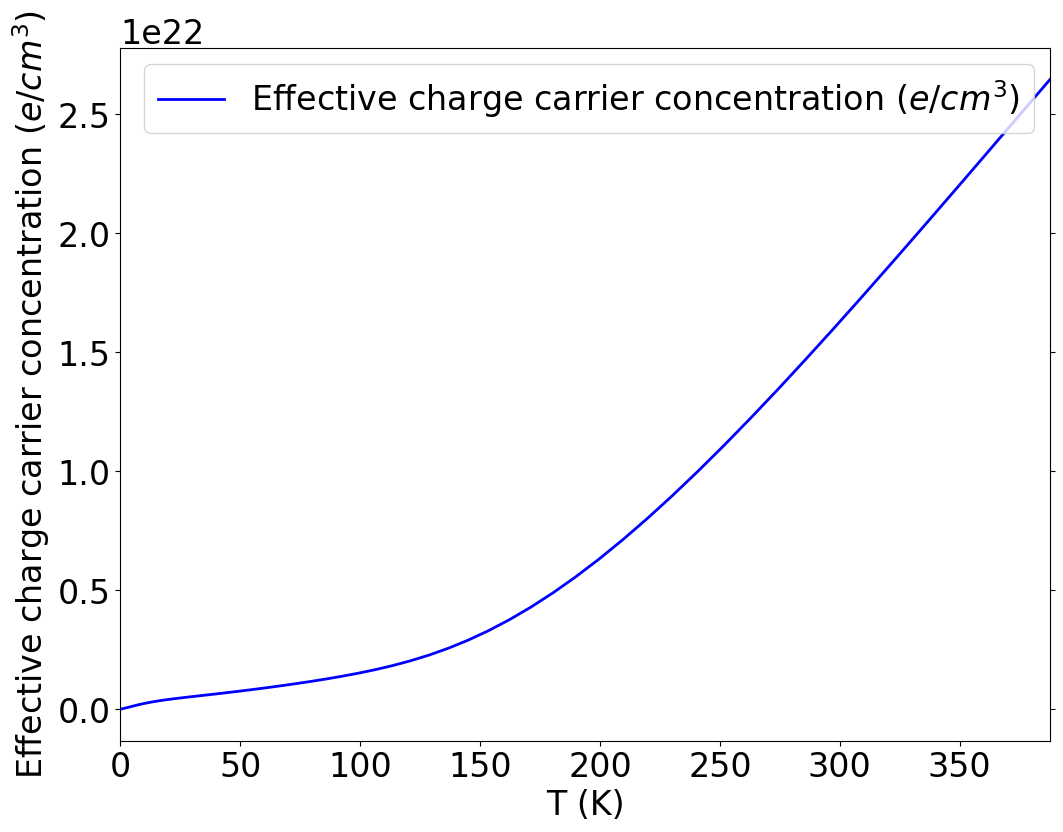 1e22
Effective charge carrier concentration (e/cm³)
Effective charge carrier concentration (e/cm³)
2.5
2.0
1.5
1.0
0.5
0.0
0 50 100 150 200 250 300 350
T (K)